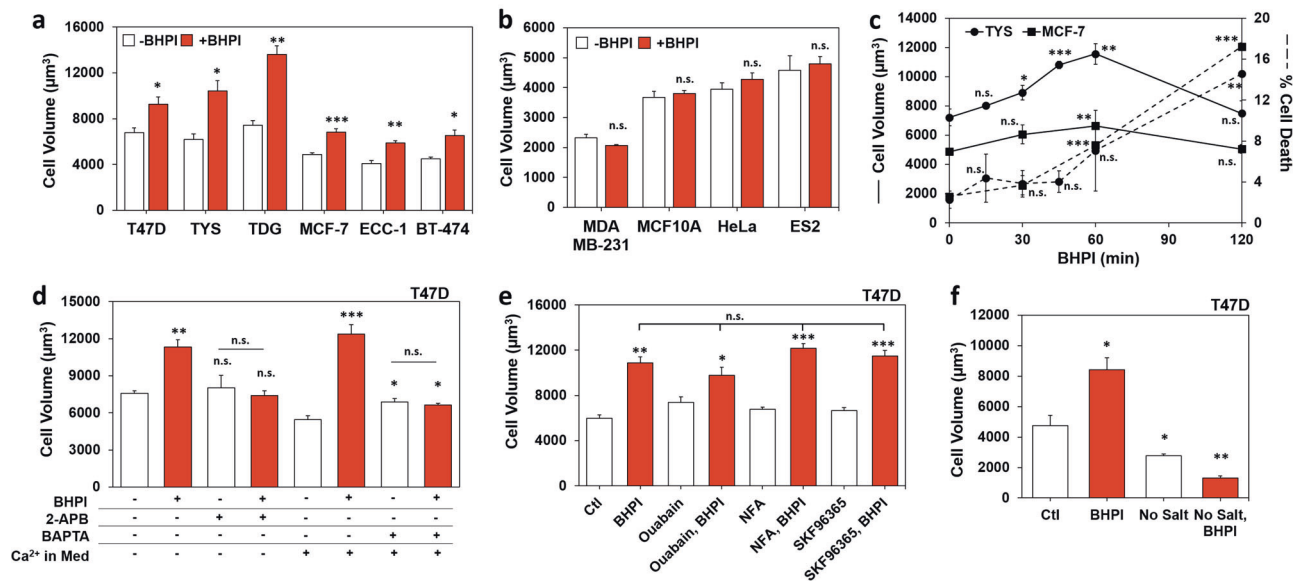 a
-BHPI +BHPI
Cell Volume (µm³)
16000
12000
8000
4000
0
* * ** *** ** *
T47D TYS TDG MCF-7 ECC-1 BT-474
b
-BHPI +BHPI
Cell Volume (µm³)
6000
5000
4000
3000
2000
1000
0
n.s. n.s. n.s. n.s.
MDA MCF10A HeLa ES2
MB-231
c
TYS MCF-7
Cell Volume (µm³)
14000
12000
10000
8000
6000
4000
2000
0
% Cell Death
20
16
12
8
4
0
n.s. * *** ** n.s.
n.s. ** n.s.
n.s. n.s. n.s. n.s. **
n.s. *** ***
0 30 60 120
BHPI (min)
d
T47D
Cell Volume (µm³)
15000
12000
9000
6000
3000
0
** n.s. n.s. *** * n.s. *
BHPI - + - + - + - +
2-APB - - + + - - - -
BAPTA - - - - - - + +
Ca²⁺ in Med - - - - + + + +
e
T47D
Cell Volume (µm³)
16000
12000
8000
4000
0
n.s.
** * *** ***
Ctl
BHPI
Ouabain
Ouabain, BHPI
NFA
NFA, BHPI
SKF96365
SKF96365, BHPI
f
T47D
Cell Volume (µm³)
12000
10000
8000
6000
4000
2000
0
* * **
Ctl BHPI No Salt No Salt,
BHPI